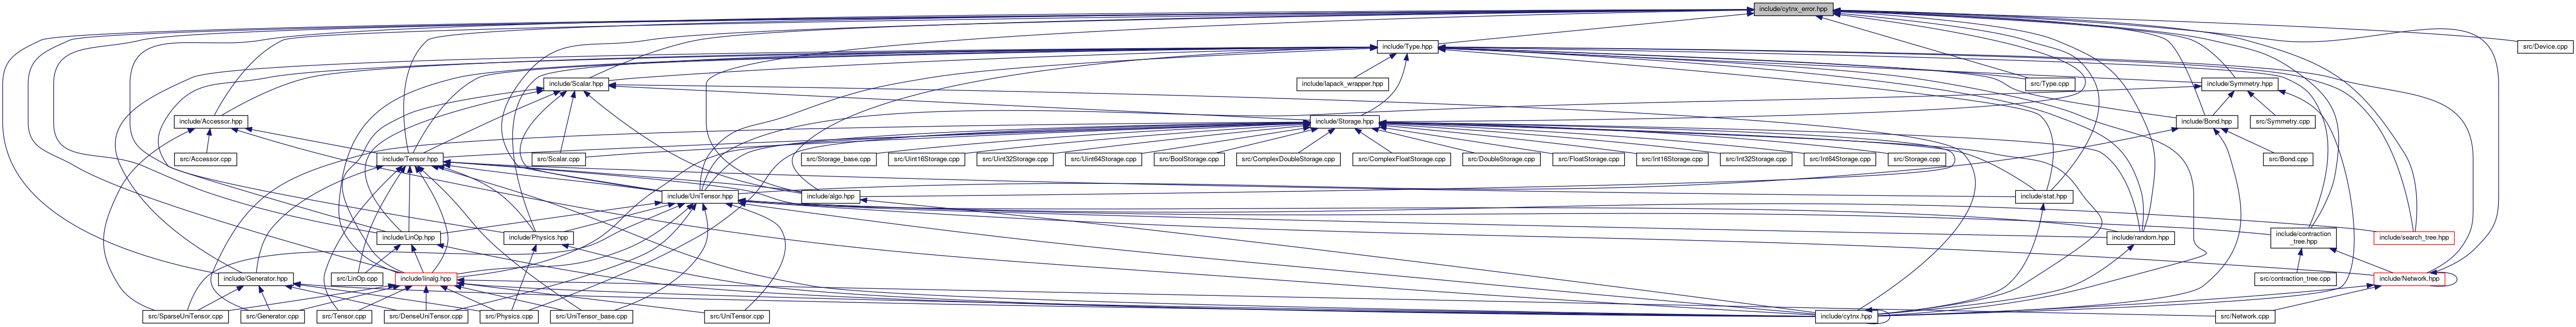 include/cytnx_error.hpp
include/Type.hpp
src/Device.cpp
include/Scalar.hpp
include/lapack_wrapper.hpp
src/Type.cpp
include/Symmetry.hpp
include/Accessor.hpp
include/Storage.hpp
include/Bond.hpp
src/Symmetry.cpp
src/Accessor.cpp
include/Tensor.hpp
src/Scalar.cpp
src/Storage_base.cpp
src/Uint16Storage.cpp
src/Uint32Storage.cpp
src/Uint64Storage.cpp
src/BoolStorage.cpp
src/ComplexDoubleStorage.cpp
src/ComplexFloatStorage.cpp
src/DoubleStorage.cpp
src/FloatStorage.cpp
src/Int16Storage.cpp
src/Int32Storage.cpp
src/Int64Storage.cpp
src/Storage.cpp
src/Bond.cpp
include/UniTensor.hpp
include/algo.hpp
include/stat.hpp
include/LinOp.hpp
include/Physics.hpp
include/random.hpp
include/contraction
_tree.hpp
include/search_tree.hpp
include/Generator.hpp
src/LinOp.cpp
include/linalg.hpp
src/contraction_tree.cpp
include/Network.hpp
src/SparseUniTensor.cpp
src/Generator.cpp
src/Tensor.cpp
src/DenseUniTensor.cpp
src/Physics.cpp
src/UniTensor_base.cpp
src/UniTensor.cpp
include/cytnx.hpp
src/Network.cpp